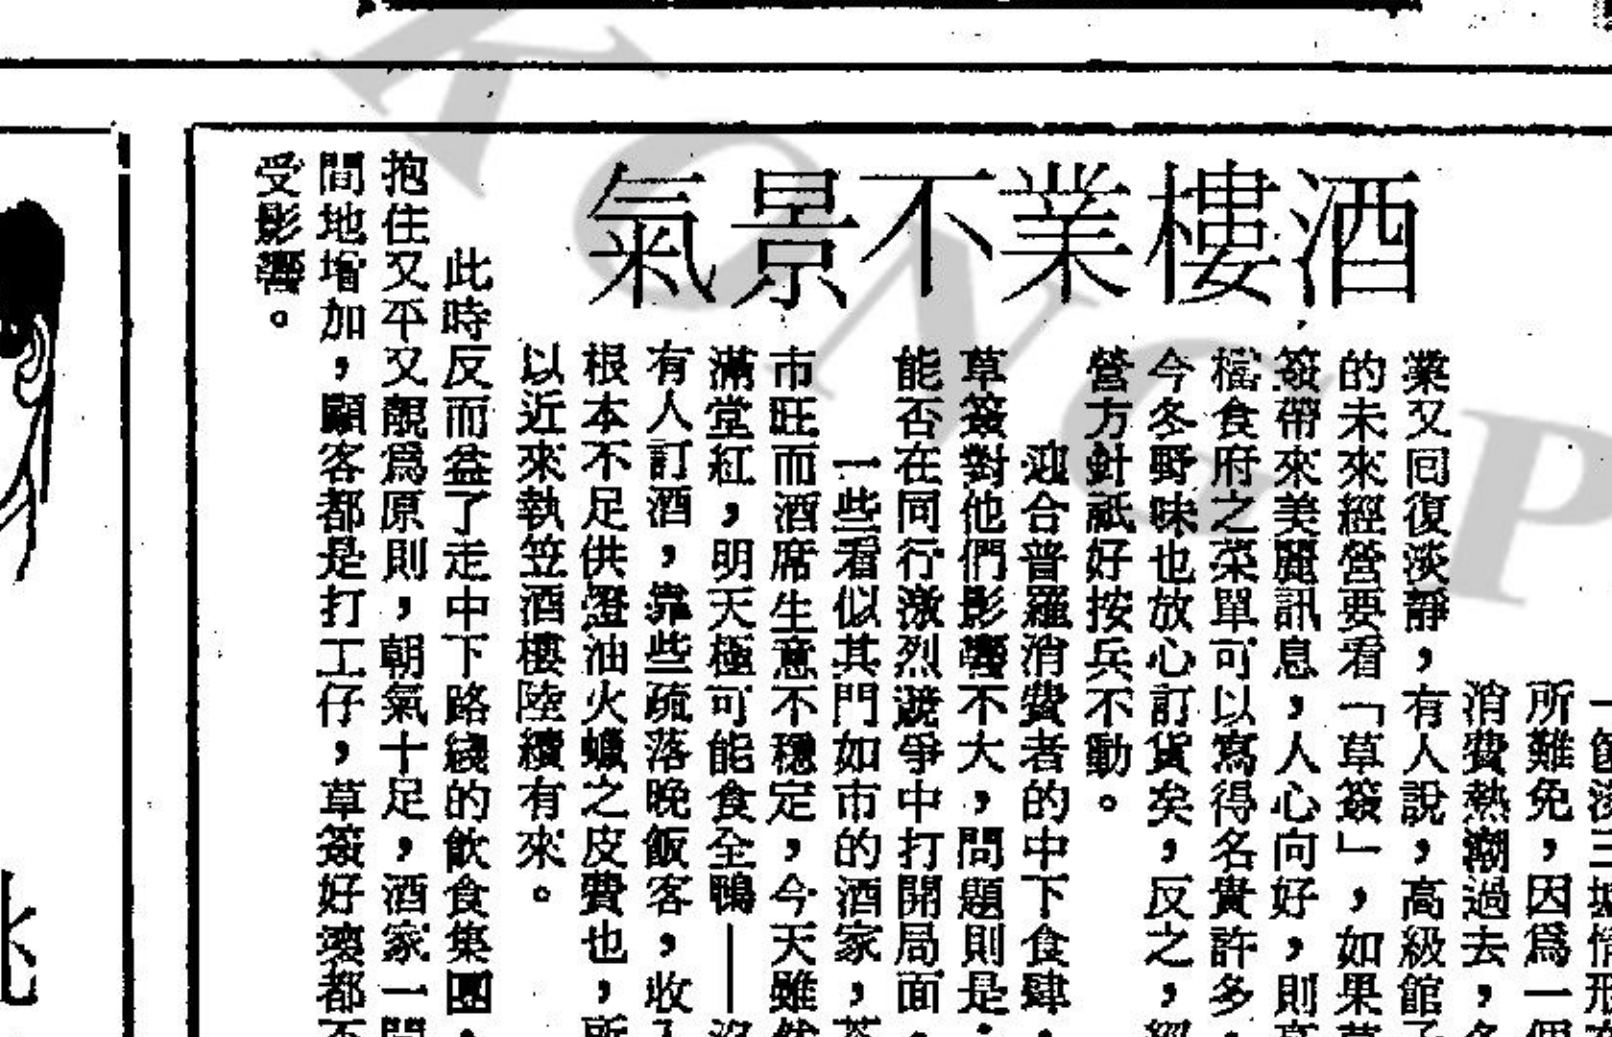 酒樓業不景氣
所難免，因爲一個
消費熱潮過去，
業又囘復淡靜，有人說，高級館子
的未來經營要看「草簽」，如果草
簽帶來美麗訊息，人心向好，則高
檔食府之菜單可以寫得名貴許多，
今冬野味也放心訂貨矣，反之，經
營方針祇好按兵不動。
迎合普羅消費者的中下食肆，
草簽對他們影響不大，問題則是：
能否在同行激烈競爭中打開局面，
一些看似其門如市的酒家，茶
市旺而酒席生意不穩定，今天雖然
滿堂紅，明天極可能食全鴨——沒
有人訂酒，靠些疏落晚飯客，收入
根本不足供燈油火蠟之皮費也，所
以近來執笠酒樓陸續有來。
此時反而益了走中下路綫的飲食集團，
抱住又平又靚爲原則，朝氣十足，酒家一間
間地增加，顧客都是打工仔，草簽好壞都不
受影響。
KONG P